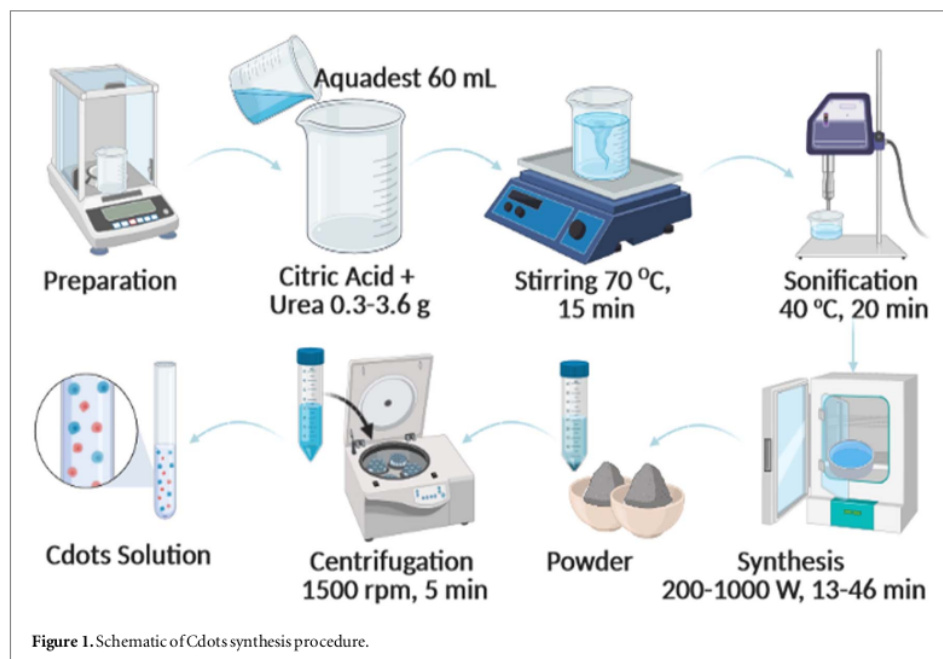 Aquadest 60 mL
Preparation
Citric Acid +
Urea 0.3-3.6 g
Stirring 70 ⁰C,
15 min
Sonification
40 ºC, 20 min
Cdots Solution
Centrifugation
1500 rpm, 5 min
Powder
Synthesis
200-1000 W, 13-46 min
Figure 1. Schematic of Cdots synthesis procedure.